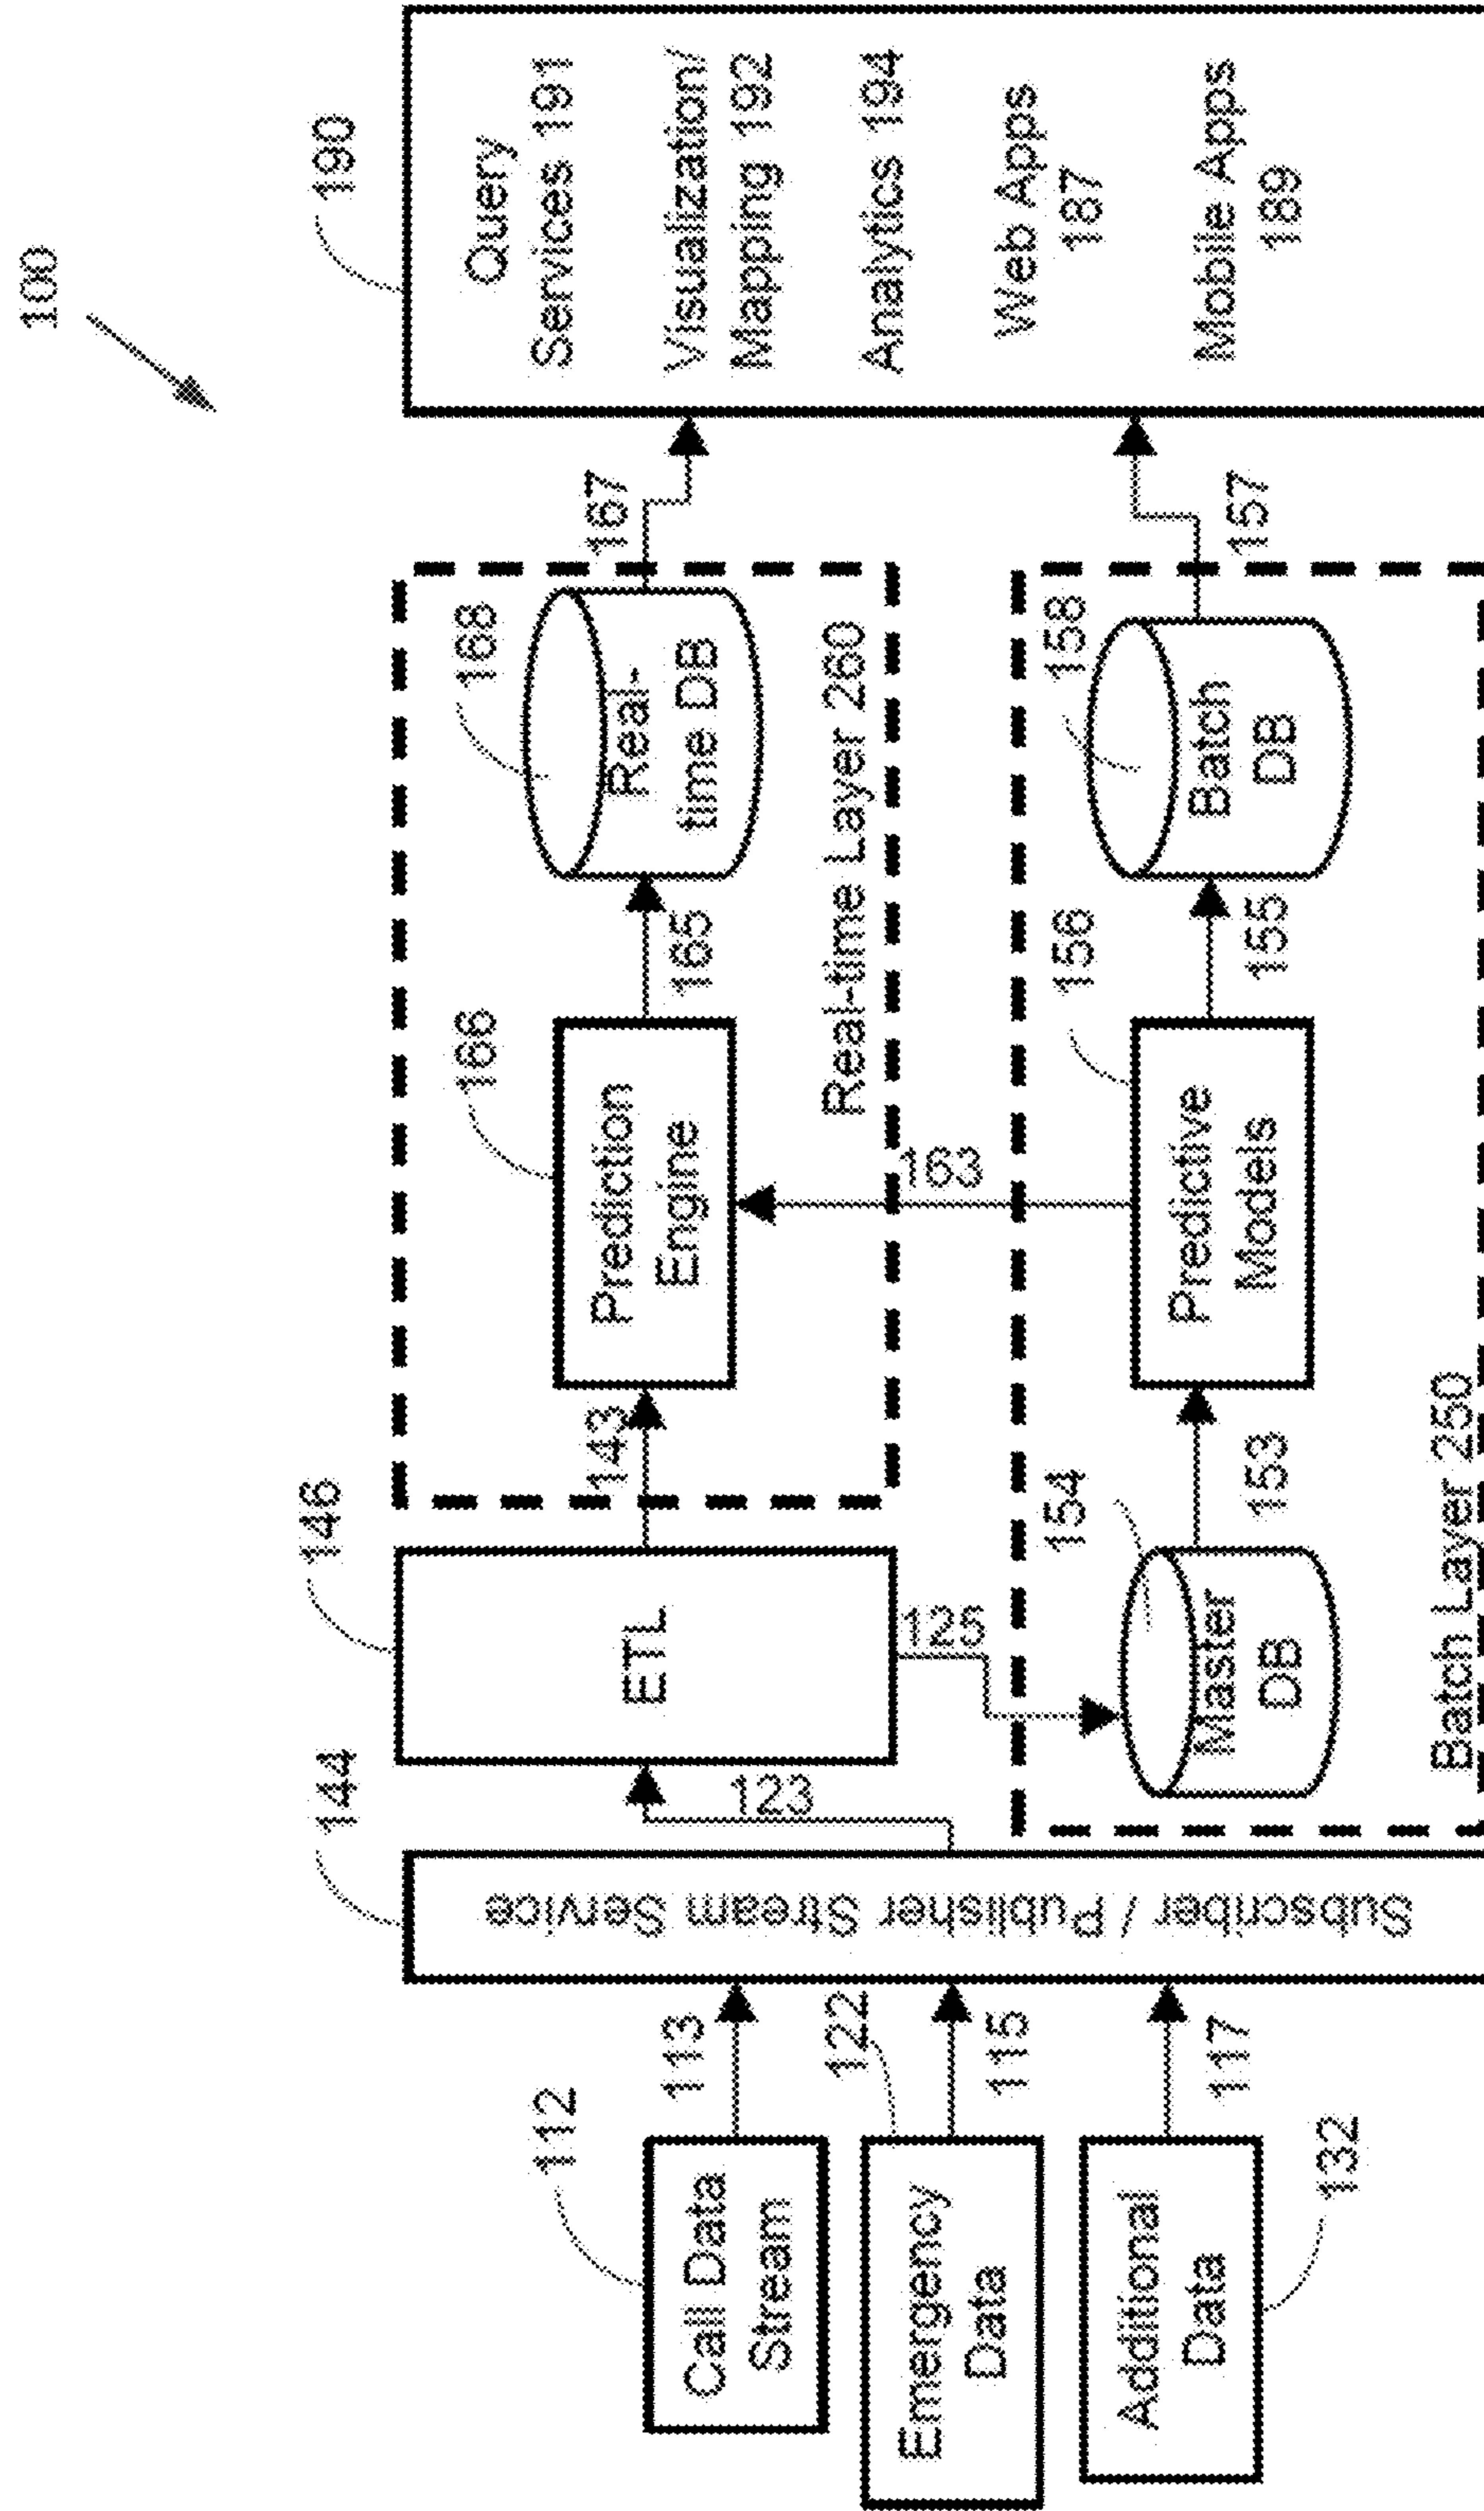 100
112
Call Data
Stream
113
122
Emergency
Data
115
Additional
Data
117
132
144
Subscriber / Publisher Stream Service
123
146
ETL
125
143
166
Prediction
Engine
165
168
Real-
time DB
167
Real-time Layer 260
163
154
Master
DB
153
156
Predictive
Models
155
158
Batch
DB
157
Batch Layer 250
190
Query
Services 191
Visualization/
Mapping 192
Analytics 194
Web Apps
187
Mobile Apps
189